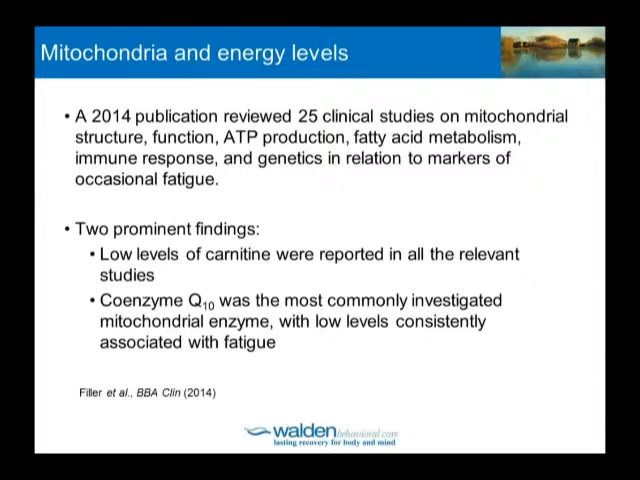 Mitochondria and energy levels
• A 2014 publication reviewed 25 clinical studies on mitochondrial
structure, function, ATP production, fatty acid metabolism,
immune response, and genetics in relation to markers of
occasional fatigue.
• Two prominent findings:
• Low levels of carnitine were reported in all the relevant
studies
• Coenzyme Q10 was the most commonly investigated
mitochondrial enzyme, with low levels consistently
associated with fatigue
Filler et al., BBA Clin (2014)
walden behavioral care
lasting recovery for body and mind